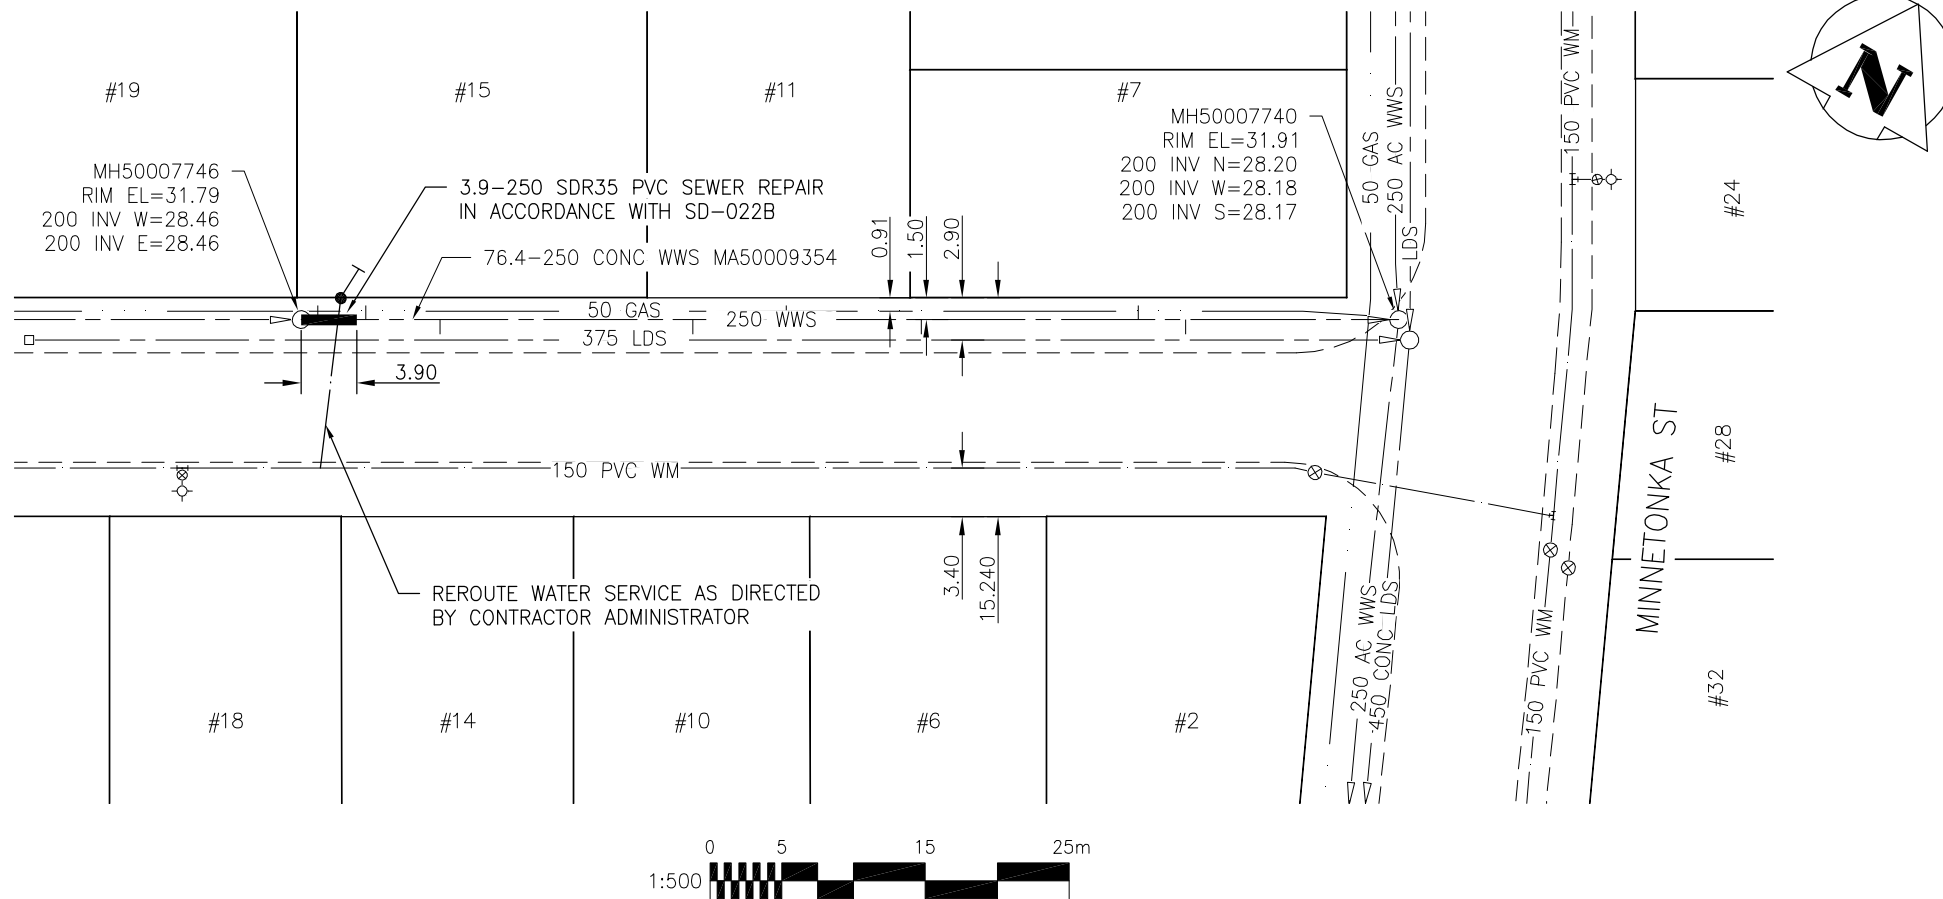 #19
#15
#11
#7
MH50007746
RIM EL=31.79
200 INV W=28.46
200 INV E=28.46
3.9-250 SDR35 PVC SEWER REPAIR
IN ACCORDANCE WITH SD-022B
76.4-250 CONC WWS MA50009354
0.91
1.50
2.90
MH50007740
RIM EL=31.91
200 INV N=28.20
200 INV W=28.18
200 INV S=28.17
50 GAS
250 AC WWS
LDS
150 PVC WM
N
#24
50 GAS
250 WWS
375 LDS
3.90
150 PVC WM
3.40
15.240
REROUTE WATER SERVICE AS DIRECTED
BY CONTRACTOR ADMINISTRATOR
250 AC WWS
450 CONC LDS
150 PVC WM
MINNETONKA ST
#28
#32
#18
#14
#10
#6
#2
0 5 15 25m
1:500